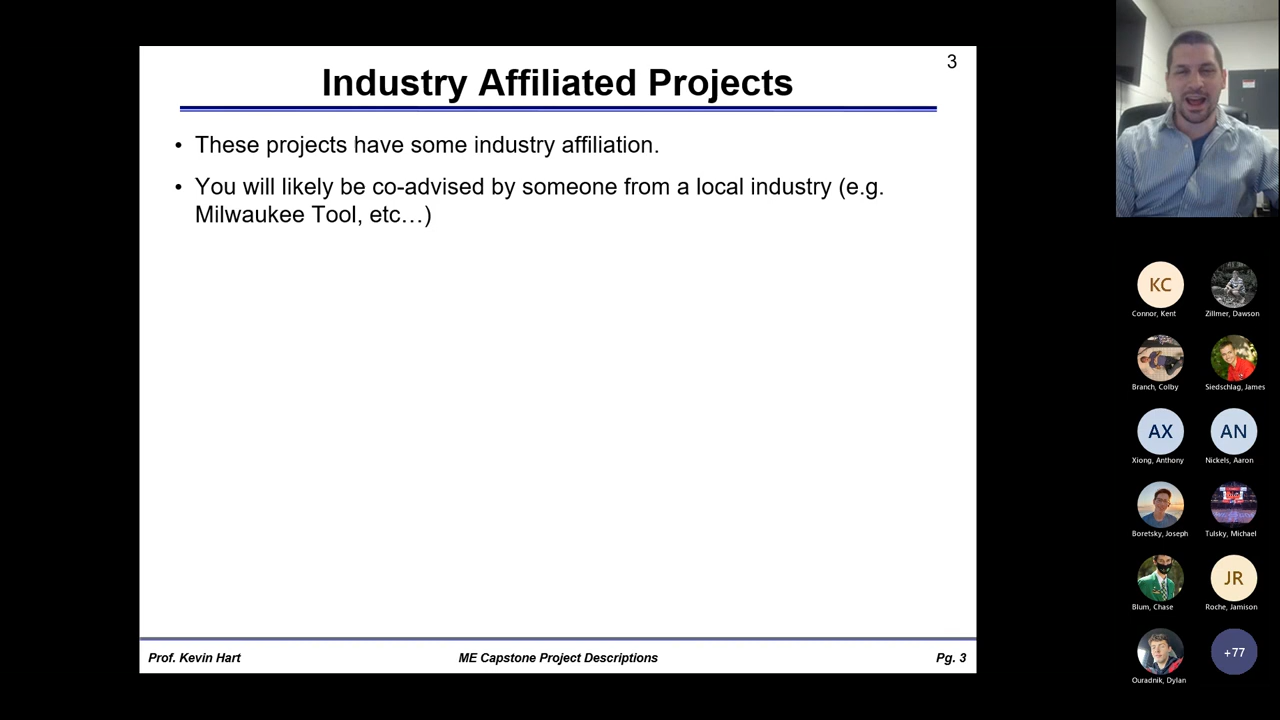 3
Industry Affiliated Projects
• These projects have some industry affiliation.
• You will likely be co-advised by someone from a local industry (e.g.
Milwaukee Tool, etc…)
Prof. Kevin Hart
ME Capstone Project Descriptions
Pg. 3
KC
Connor, Kent
Zillmer, Dawson
Branch, Colby
Siedschlag, James
AX
AN
Xiong, Anthony
Nickels, Aaron
Boretsky, Joseph
Tulsky, Michael
JR
Blum, Chase
Roche, Jamison
+77
Ouradnik, Dylan